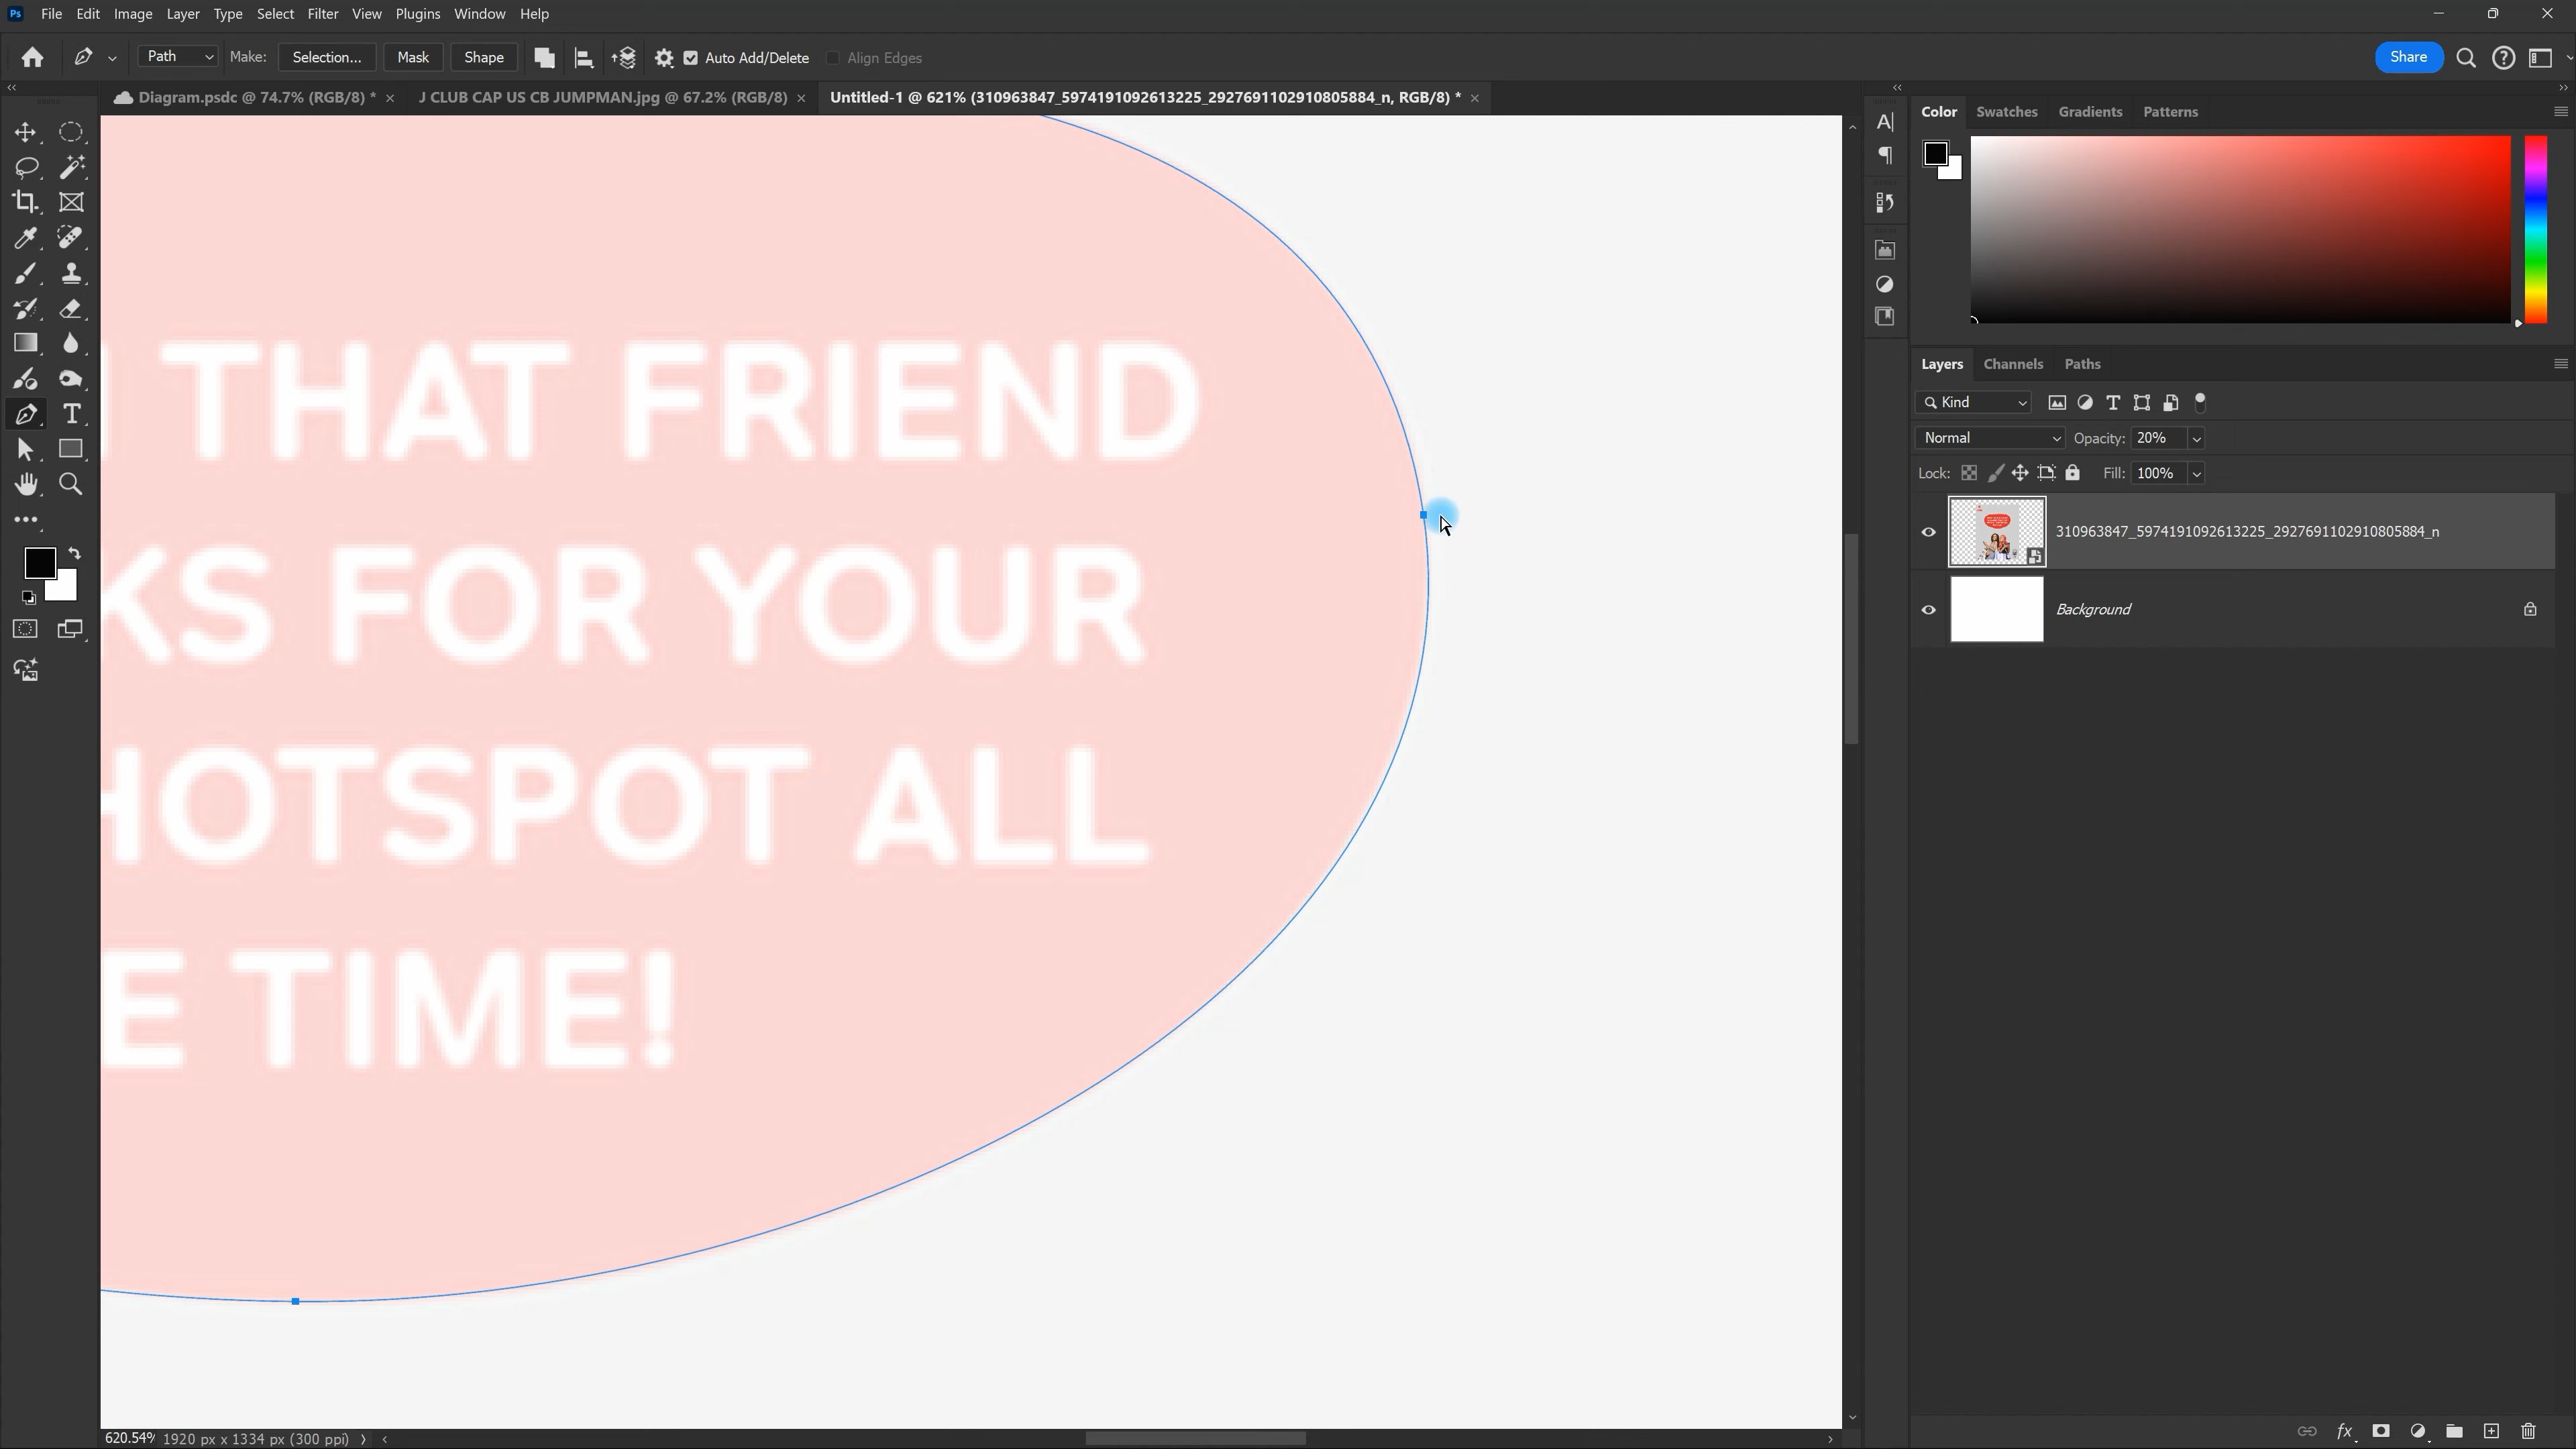 Ps File Edit Image Layer Type Select Filter View Plugins Window Help
Path Make: Selection... Mask Shape Auto Add/Delete Align Edges Share
Diagram.psdc @ 74.7% (RGB/8) * J CLUB CAP US CB JUMPMAN.jpg @ 67.2% (RGB/8) Untitled-1 @ 621% (310963847_5974191092613225_2927691102910805884_n, RGB/8) *
Color Swatches Gradients Patterns
THAT FRIEND
KS FOR YOUR
HOTSPOT ALL
E TIME!
Layers Channels Paths
Kind
Normal Opacity: 20%
Lock: Fill: 100%
310963847_5974191092613225_2927691102910805884_n
Background
fx
620.54% 1920 px x 1334 px (300 ppi)